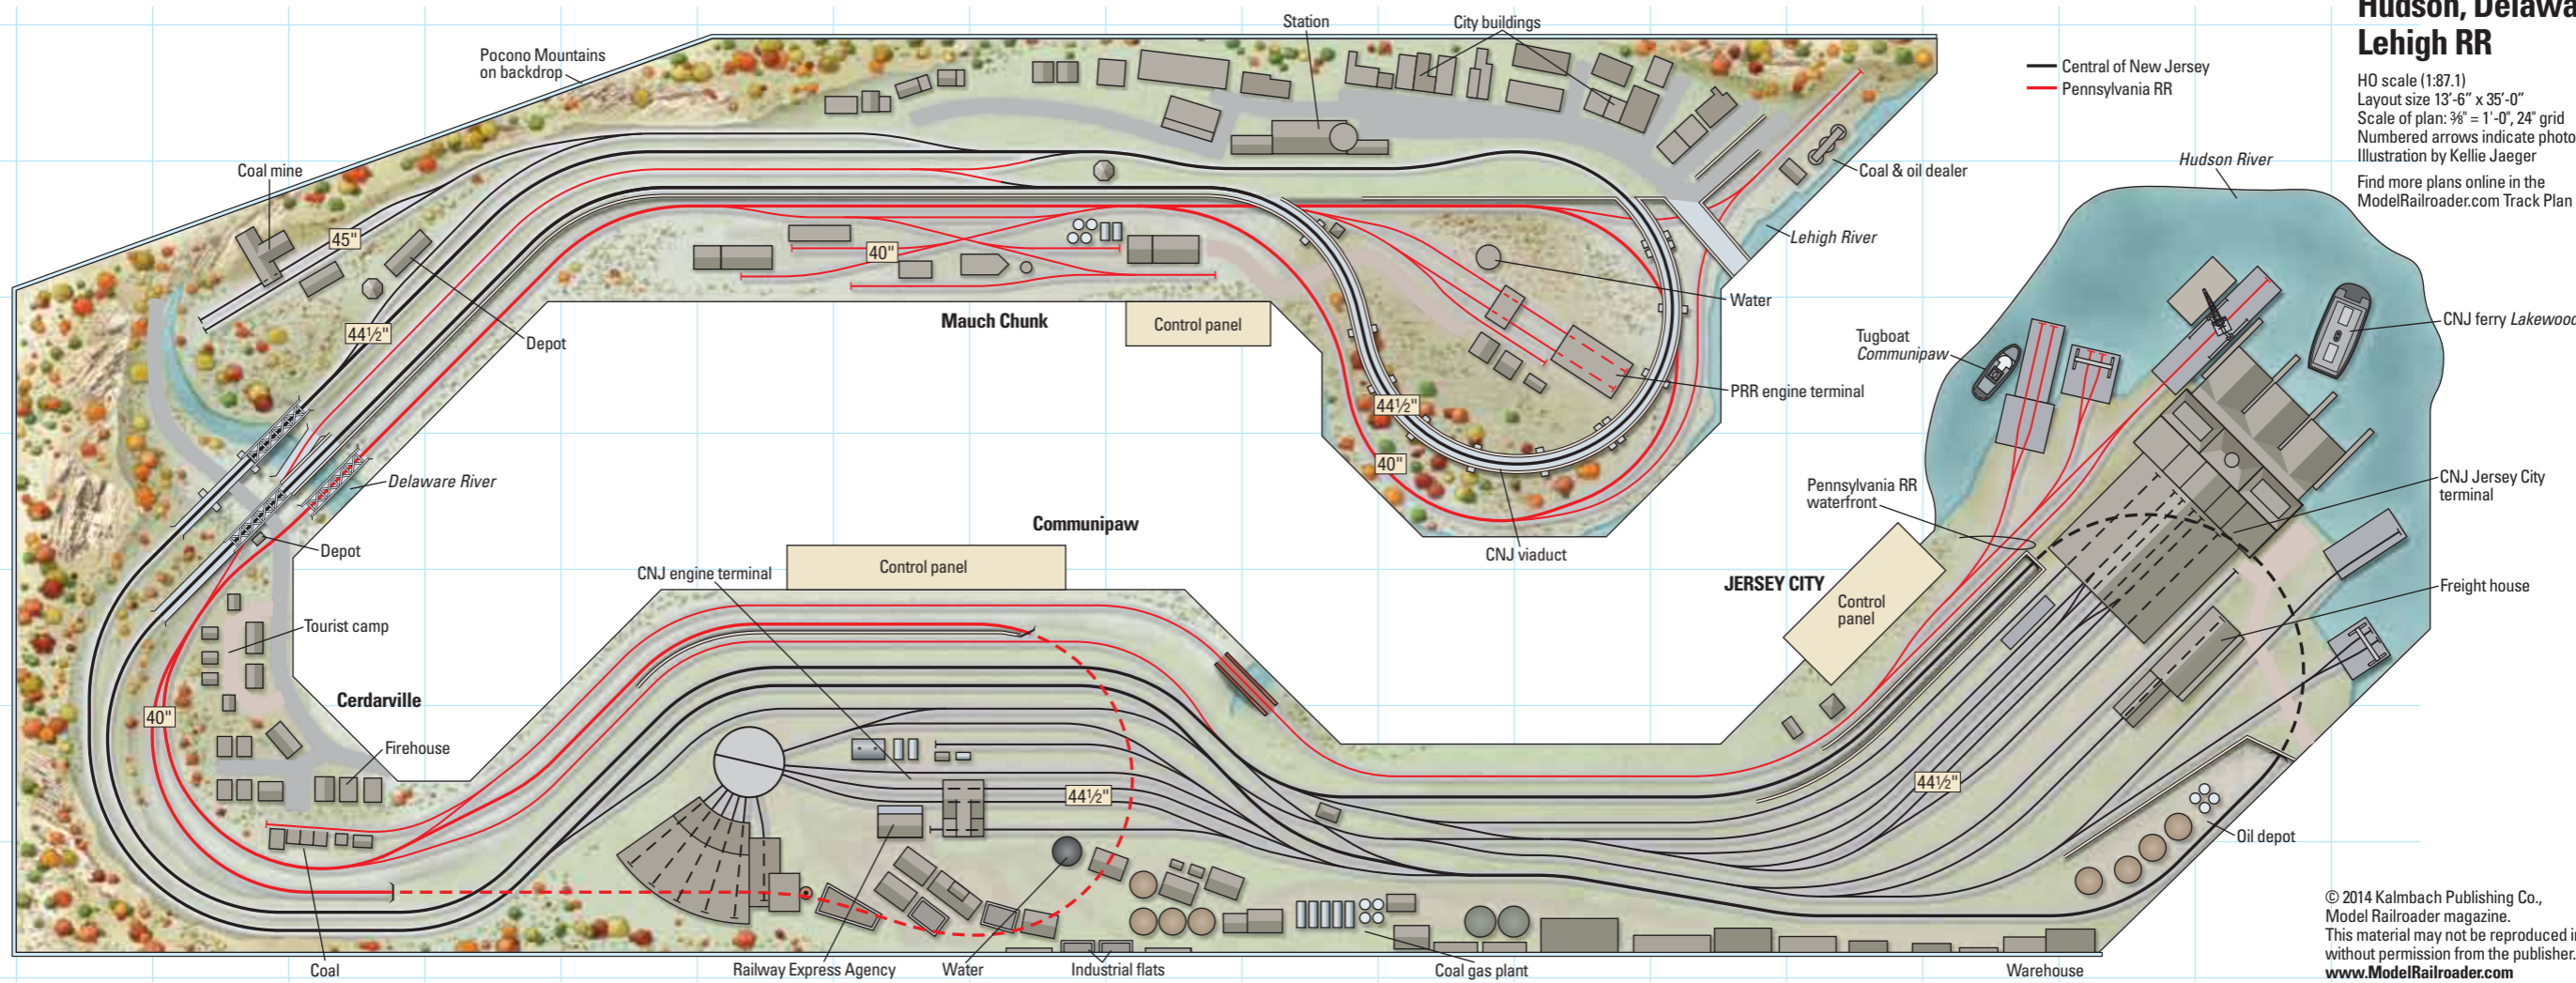 Hudson, Delawa
Lehigh RR
HO scale (1:87.1)
Layout size 13'-6" x 35'-0"
Scale of plan: ⅜" = 1'-0", 24" grid
Numbered arrows indicate photo
Illustration by Kellie Jaeger
Find more plans online in the
ModelRailroader.com Track Plan
Central of New Jersey
Pennsylvania RR
Station
City buildings
Pocono Mountains
on backdrop
Coal mine
45"
44½"
Depot
40"
Mauch Chunk
Control panel
Coal & oil dealer
Lehigh River
Water
PRR engine terminal
44½"
40"
CNJ viaduct
Hudson River
CNJ ferry Lakewood
Tugboat
Communipaw
Pennsylvania RR
waterfront
CNJ Jersey City
terminal
Freight house
JERSEY CITY
Control
panel
Delaware River
Depot
Tourist camp
Cerdarville
40"
Firehouse
Coal
Communipaw
Control panel
CNJ engine terminal
44½"
44½"
Oil depot
Railway Express Agency
Water
Industrial flats
Coal gas plant
Warehouse
© 2014 Kalmbach Publishing Co.,
Model Railroader magazine.
This material may not be reproduced in
without permission from the publisher.
www.ModelRailroader.com